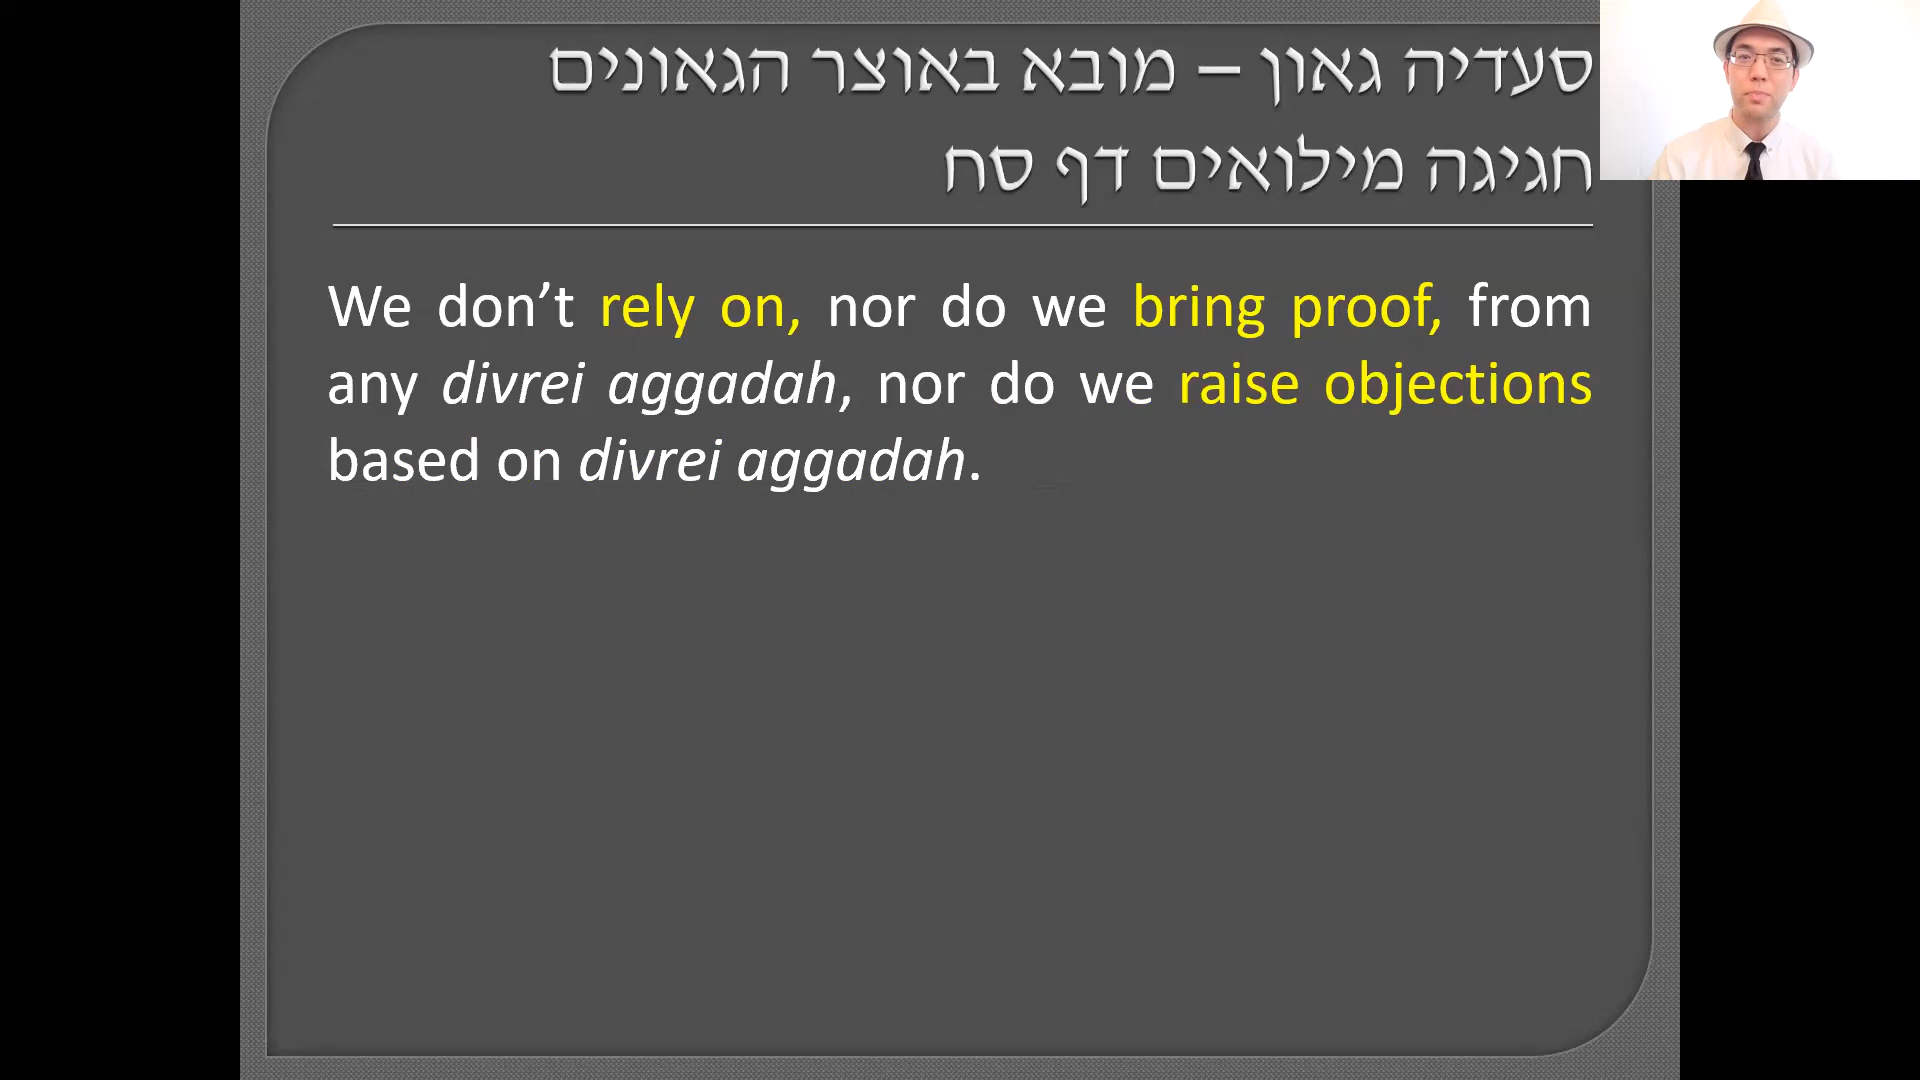 סעדיה גאון – מובא באוצר הגאונים
חגיגה מילואים דף סח
We don’t rely on, nor do we bring proof, from
any divrei aggadah, nor do we raise objections
based on divrei aggadah.